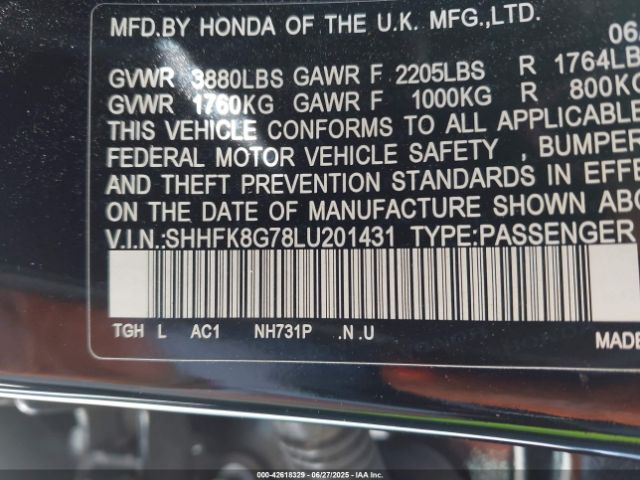 MFD.BY HONDA OF THE U.K. MFG.,LTD. 06
GVWR 3880LBS GAWR F 2205LBS R 1764LB
GVWR 1760KG GAWR F 1000KG R 800KG
THIS VEHICLE CONFORMS TO ALL APPLICABLE
FEDERAL MOTOR VEHICLE SAFETY , BUMPER
AND THEFT PREVENTION STANDARDS IN EFFE
ON THE DATE OF MANUFACTURE SHOWN ABO
V.I.N.:SHHFK8G78LU201431 TYPE:PASSENGER
TGH L AC1 NH731P .N .U
MADE
000-42618329 | 06/27/2025 | IAA, LLC